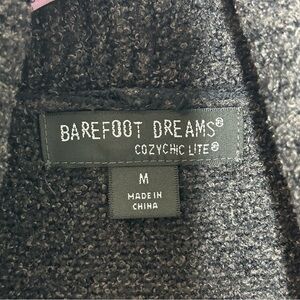 BAREFOOT DREAMS®
COZYCHIC LITE®
M
MADE IN
CHINA